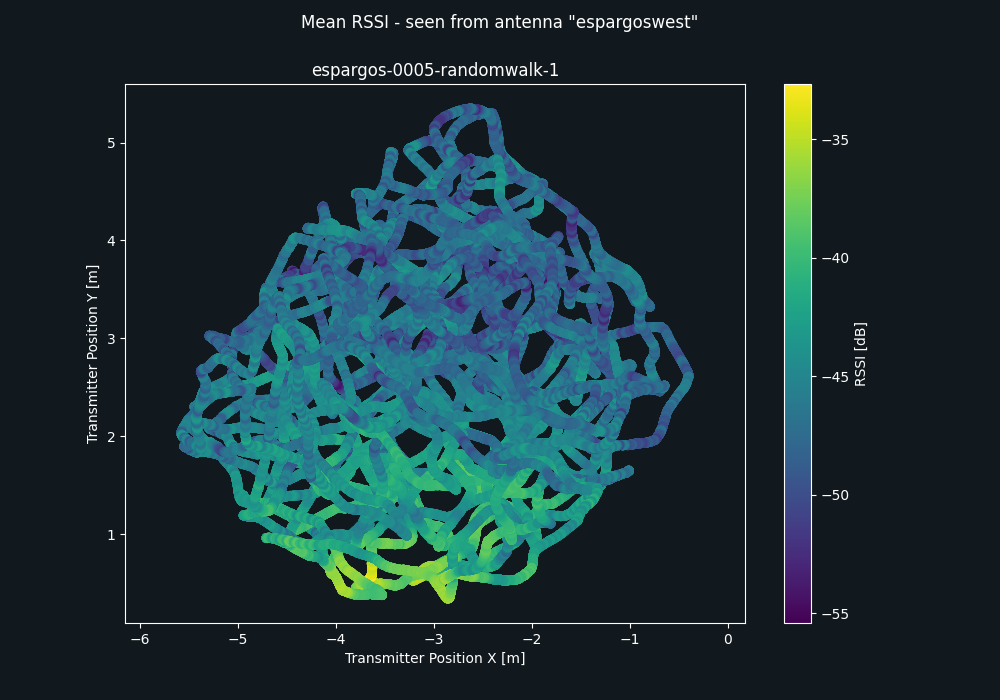 Mean RSSI - seen from antenna "espargoswest"
espargos-0005-randomwalk-1
5
4
3
2
1
Transmitter Position Y [m]
−6 −5 −4 −3 −2 −1 0
Transmitter Position X [m]
−35
−40
−45
−50
−55
RSSI [dB]